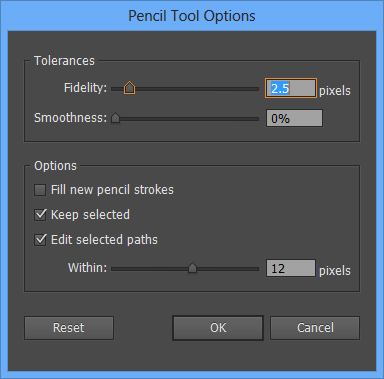 Pencil Tool Options
Tolerances
Fidelity: 2.5 pixels
Smoothness: 0%
Options
Fill new pencil strokes
Keep selected
Edit selected paths
Within: 12 pixels
Reset OK Cancel